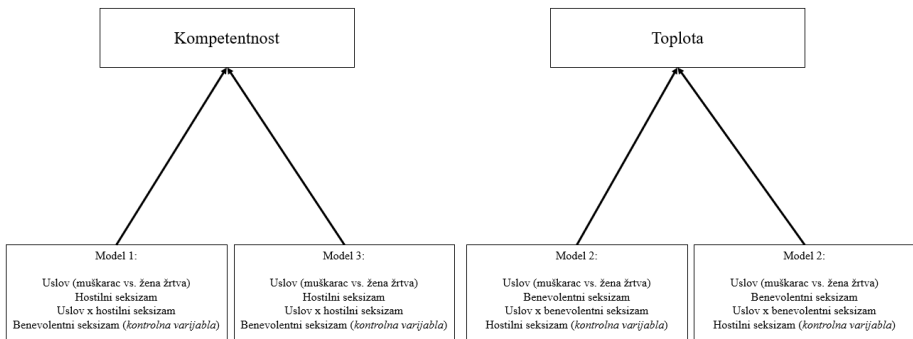 Kompetentnost
Toplota
Model 1:
Uslov (muškarac vs. žena žrtva)
Hostilni seksizam
Uslov x hostilni seksizam
Benevolentni seksizam (kontrolna varijabla)
Model 3:
Uslov (muškarac vs. žena žrtva)
Hostilni seksizam
Uslov x hostilni seksizam
Benevolentni seksizam (kontrolna varijabla)
Model 2:
Uslov (muškarac vs. žena žrtva)
Benevolentni seksizam
Uslov x benevolentni seksizam
Hostilni seksizam (kontrolna varijabla)
Model 2:
Uslov (muškarac vs. žena žrtva)
Benevolentni seksizam
Uslov x benevolentni seksizam
Hostilni seksizam (kontrolna varijabla)